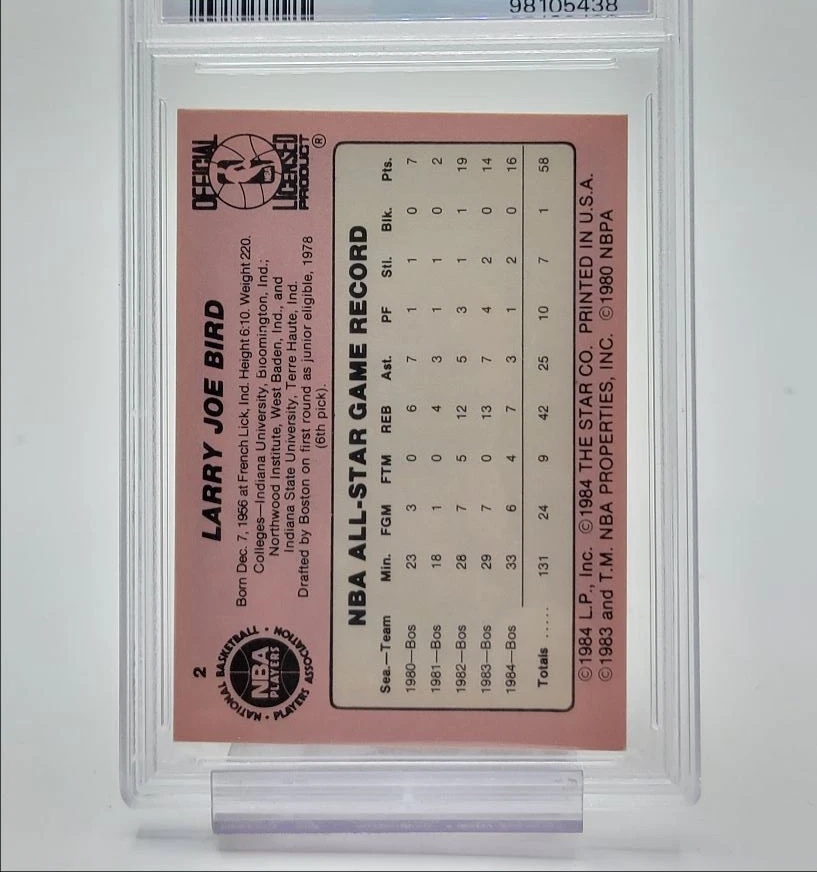 98105438
2
NATIONAL BASKETBALL
NBA
PLAYERS
• PLAYERS ASSOCIATION •
LARRY JOE BIRD
Born Dec. 7, 1956 at French Lick, Ind. Height 6:10. Weight 220.
Colleges—Indiana University, Bloomington, Ind.;
Northwood Institute, West Baden, Ind., and
Indiana State University, Terre Haute, Ind.
Drafted by Boston on first round as junior eligible, 1978
(6th pick).
OFFICIAL
NBA
LICENSED
PRODUCT
®
NBA ALL-STAR GAME RECORD
Sea.—Team Min. FGM FTM REB Ast. PF Stl. Blk. Pts.
1980—Bos 23 3 0 6 7 1 1 0 7
1981—Bos 18 1 0 4 3 1 1 0 2
1982—Bos 28 7 5 12 5 3 1 1 19
1983—Bos 29 7 0 13 7 4 2 0 14
1984—Bos 33 6 4 7 3 1 2 0 16
Totals ..... 131 24 9 42 25 10 7 1 58
©1984 L.P., Inc. ©1984 THE STAR CO. PRINTED IN U.S.A.
©1983 and T.M. NBA PROPERTIES, INC. ©1980 NBPA